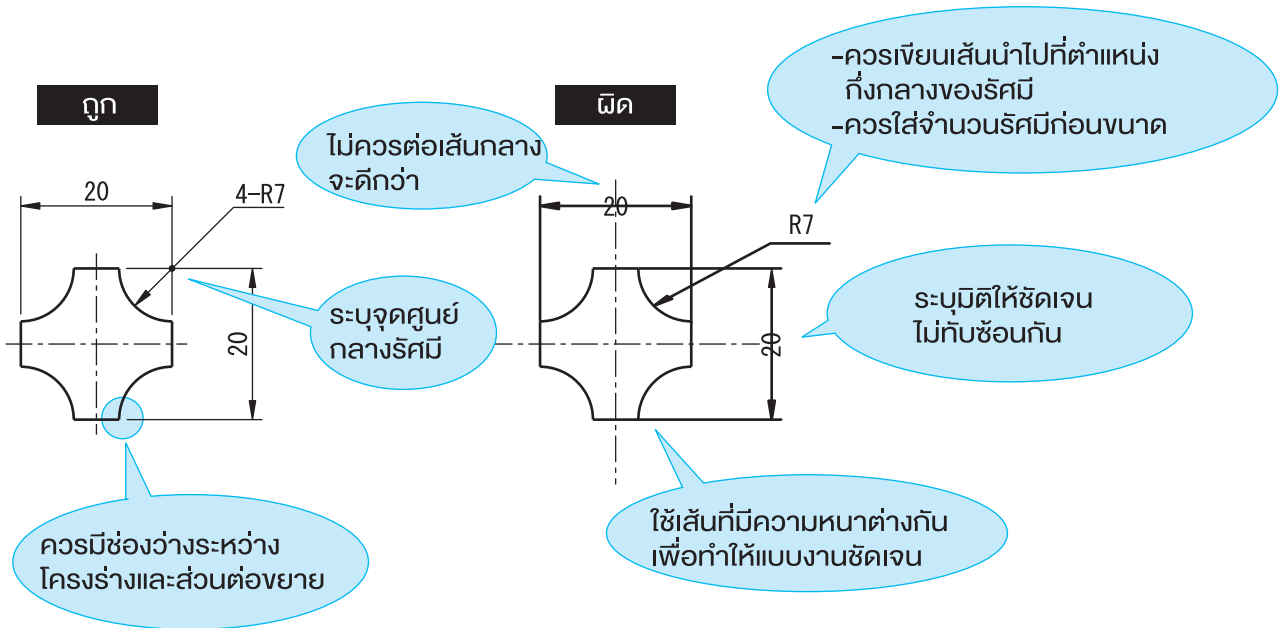 ถูก
ผิด
-ควรเขียนเส้นนำไปที่ตำแหน่ง
กึ่งกลางของรัศมี
-ควรใส่จำนวนรัศมีก่อนขนาด
ไม่ควรต่อเส้นกลาง
จะดีกว่า
20
4-R7
20
R7
ระบุจุดศูนย์
กลางรัศมี
20
20
ระบุมิติให้ชัดเจน
ไม่ทับซ้อนกัน
ควรมีช่องว่างระหว่าง
โครงร่างและส่วนต่อขยาย
ใช้เส้นที่มีความหนาต่างกัน
เพื่อทำให้แบบงานชัดเจน